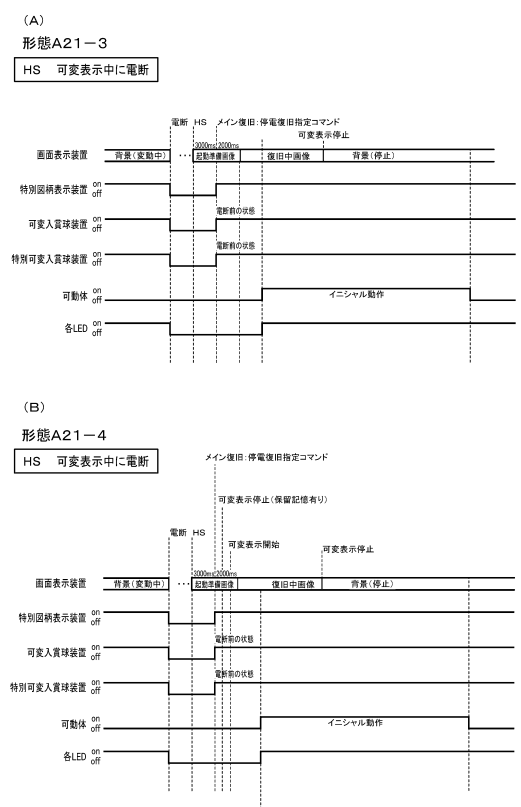 (A)
形態A21-3
HS 可変表示中に電断
電断 HS メイン復旧:停電復旧指定コマンド
可変表示停止
3000ms 2000ms
画面表示装置 背景(変動中) ・・・ 起動準備画像 復旧中画像 背景(停止)
特別図柄表示装置 on
off
電断前の状態
可変入賞球装置 on
off
電断前の状態
特別可変入賞球装置 on
off
可動体 on
off
イニシャル動作
各LED on
off
(B)
形態A21-4
HS 可変表示中に電断
メイン復旧:停電復旧指定コマンド
可変表示停止(保留記憶有り)
電断 HS
可変表示開始
可変表示停止
3000ms 2000ms
画面表示装置 背景(変動中) ・・・ 起動準備画像 復旧中画像 背景(停止)
特別図柄表示装置 on
off
電断前の状態
可変入賞球装置 on
off
電断前の状態
特別可変入賞球装置 on
off
可動体 on
off
イニシャル動作
各LED on
off